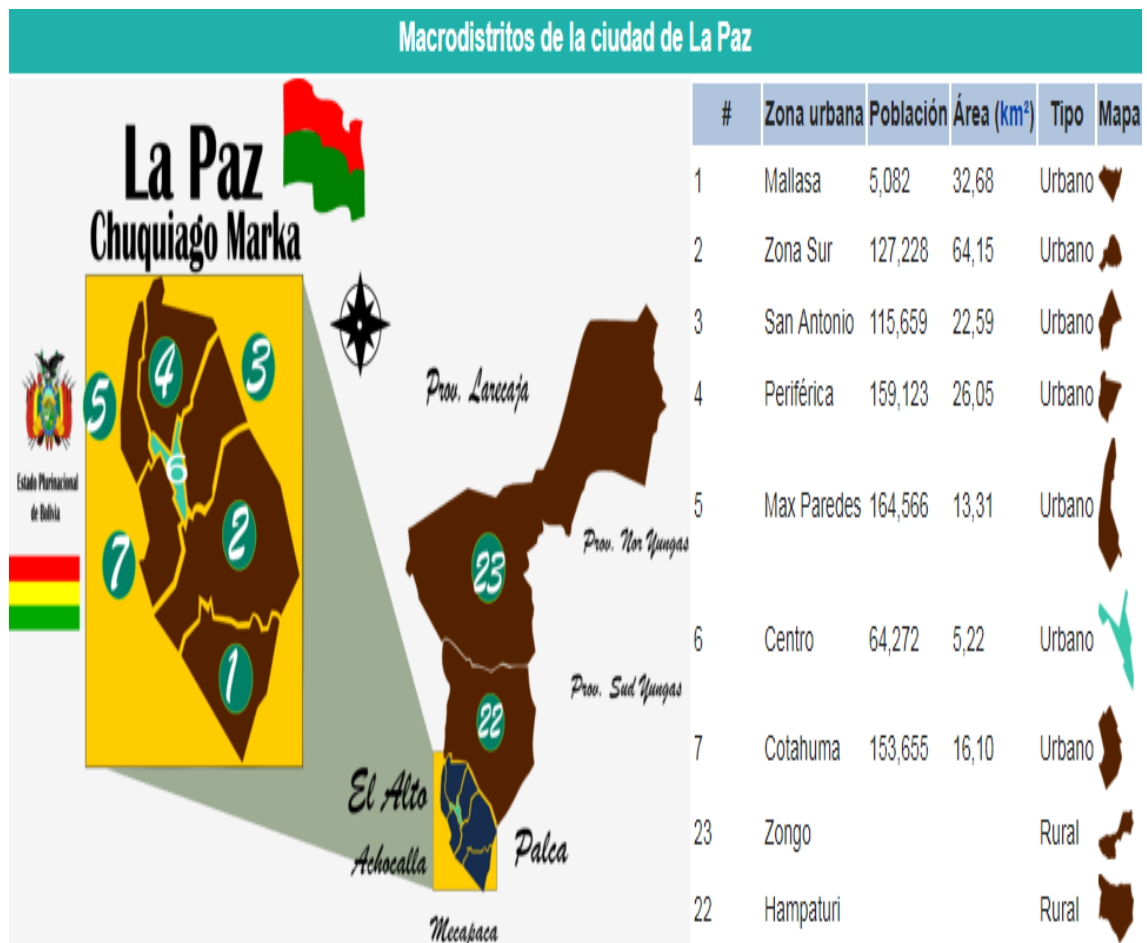 Macrodistritos de la ciudad de La Paz
La Paz
Chuquiago Marka
Estado Plurinacional
de Bolivia
4
3
5
6
2
7
1
Prov. Larecaja
Prov. Nor Yungas
23
Prov. Sud Yungas
22
El Alto
Achocalla
Palca
Mecapaca
# Zona urbana Población Área (km²) Tipo Mapa
1 Mallasa 5,082 32,68 Urbano
2 Zona Sur 127,228 64,15 Urbano
3 San Antonio 115,659 22,59 Urbano
4 Periférica 159,123 26,05 Urbano
5 Max Paredes 164,566 13,31 Urbano
6 Centro 64,272 5,22 Urbano
7 Cotahuma 153,655 16,10 Urbano
23 Zongo Rural
22 Hampaturi Rural